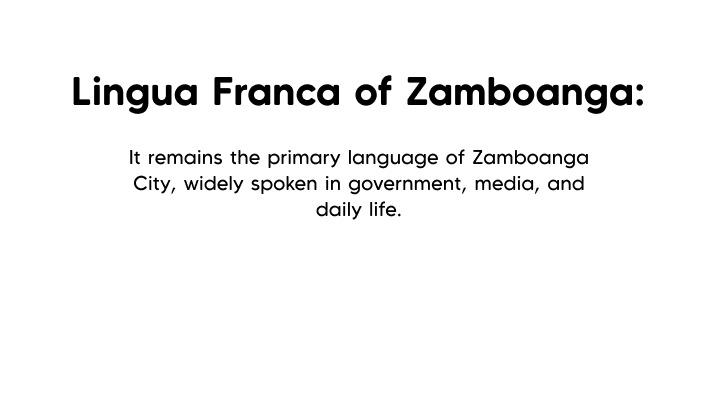 Lingua Franca of Zamboanga:
It remains the primary language of Zamboanga
City, widely spoken in government, media, and
daily life.